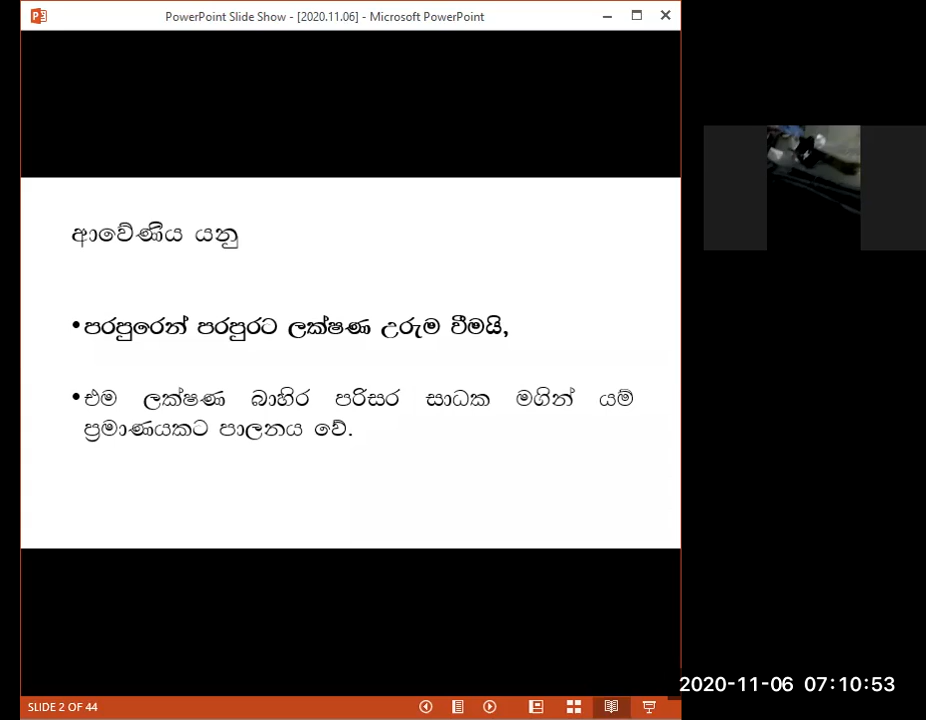 PowerPoint Slide Show - [2020.11.06] - Microsoft PowerPoint
ආවේණිය යනු
•පරපුරෙන් පරපුරට ලක්ෂණ උරුම වීමයි,
•එම ලක්ෂණ බාහිර පරිසර සාධක මගින් යම්
ප්‍රමාණයකට පාලනය වේ.
2020-11-06 07:10:53
SLIDE 2 OF 44